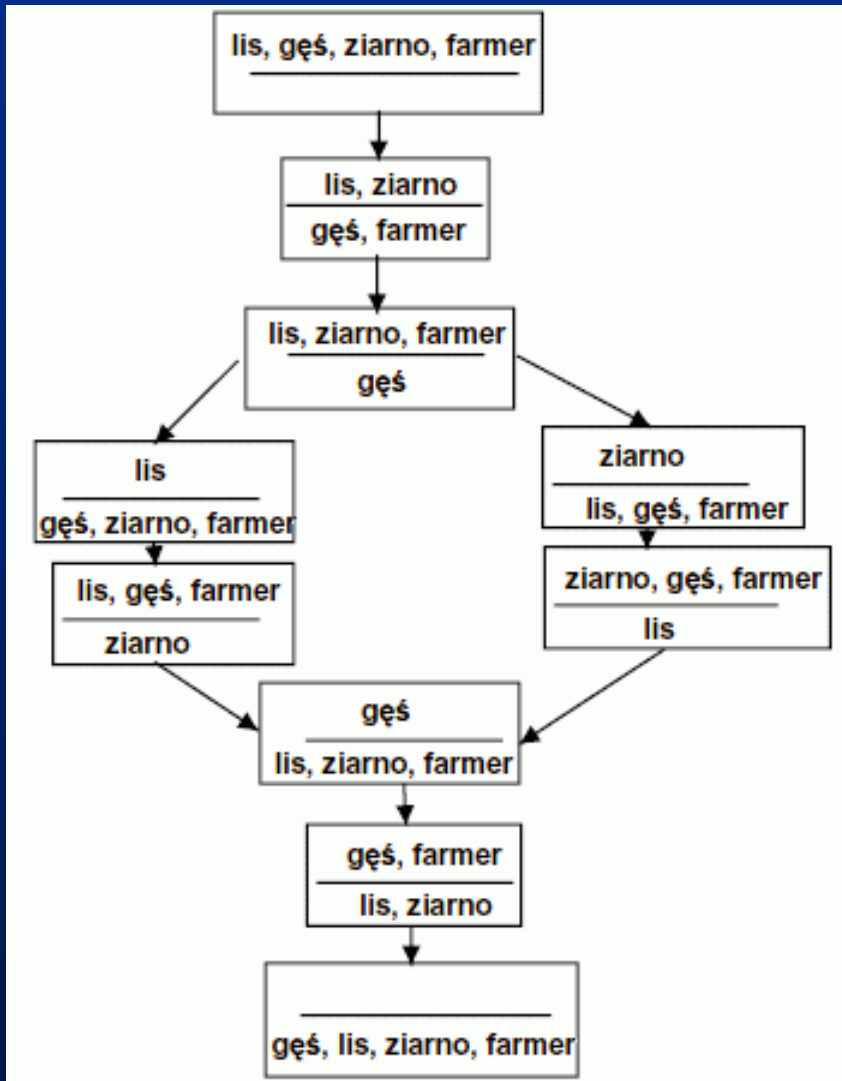 lis, gęś, ziarno, farmer
lis, ziarno
gęś, farmer
lis, ziarno, farmer
gęś
lis
gęś, ziarno, farmer
ziarno
lis, gęś, farmer
lis, gęś, farmer
ziarno
ziarno, gęś, farmer
lis
gęś
lis, ziarno, farmer
gęś, farmer
lis, ziarno
gęś, lis, ziarno, farmer